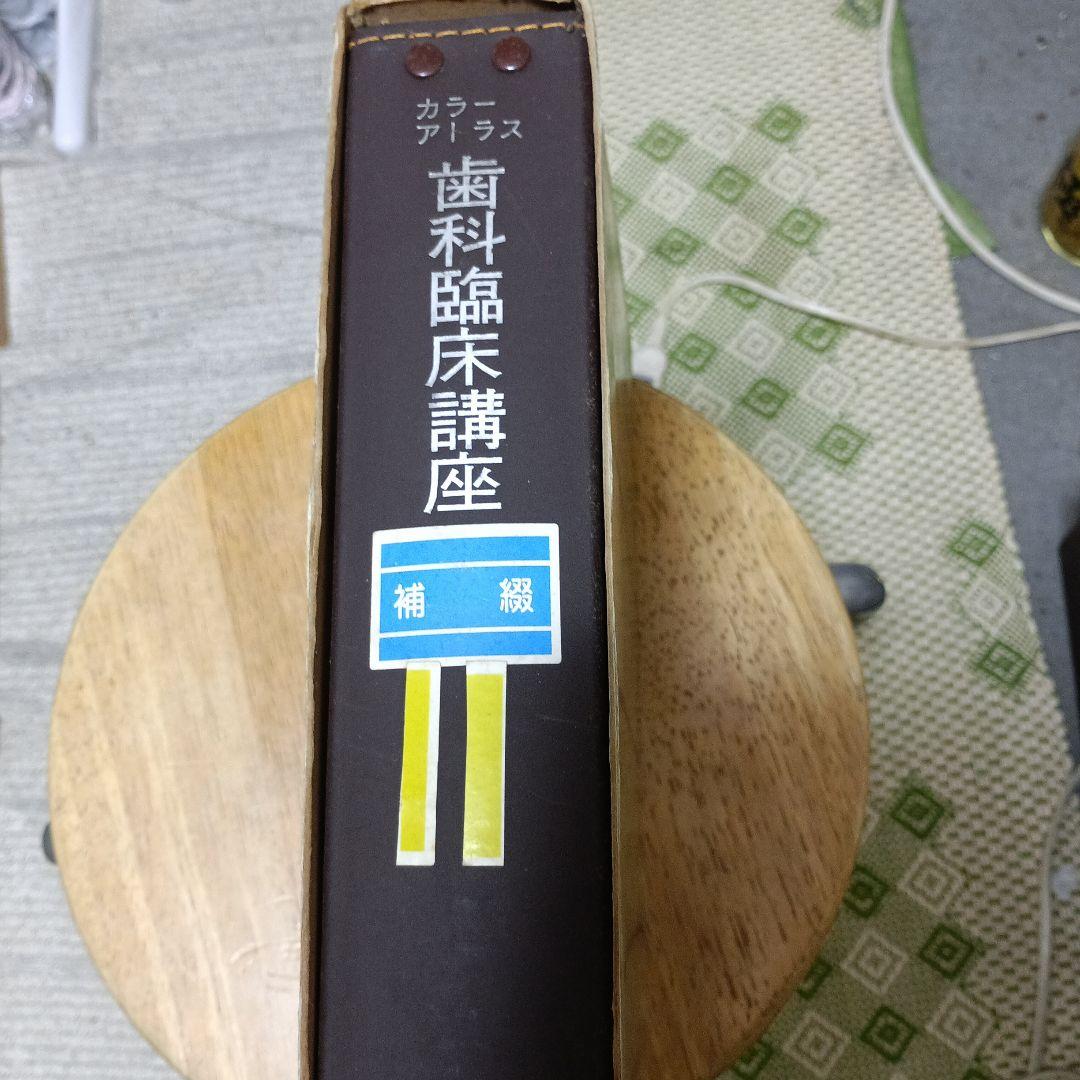 カラー
アトラス
歯科臨床講座
補 綴